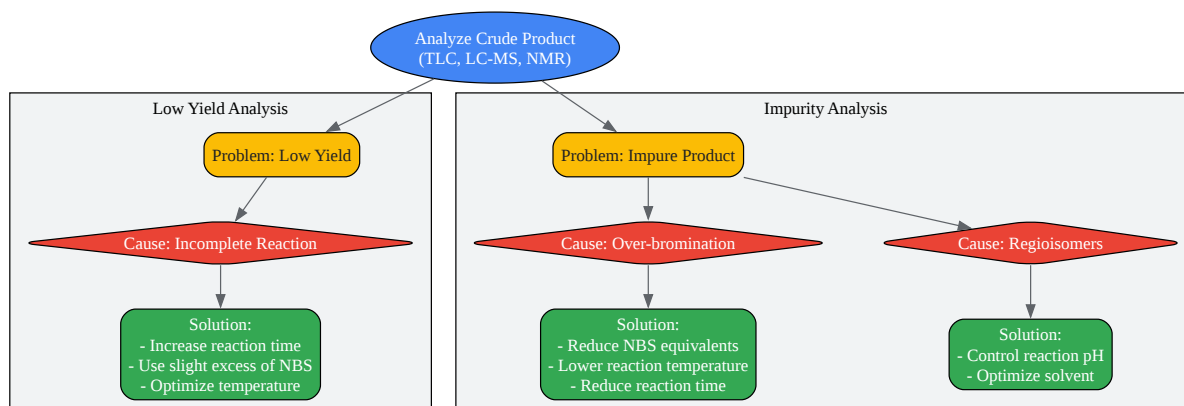 Analyze Crude Product
(TLC, LC-MS, NMR)
Low Yield Analysis
Problem: Low Yield
Cause: Incomplete Reaction
Solution:
- Increase reaction time
- Use slight excess of NBS
- Optimize temperature
Impurity Analysis
Problem: Impure Product
Cause: Over-bromination
Solution:
- Reduce NBS equivalents
- Lower reaction temperature
- Reduce reaction time
Cause: Regioisomers
Solution:
- Control reaction pH
- Optimize solvent